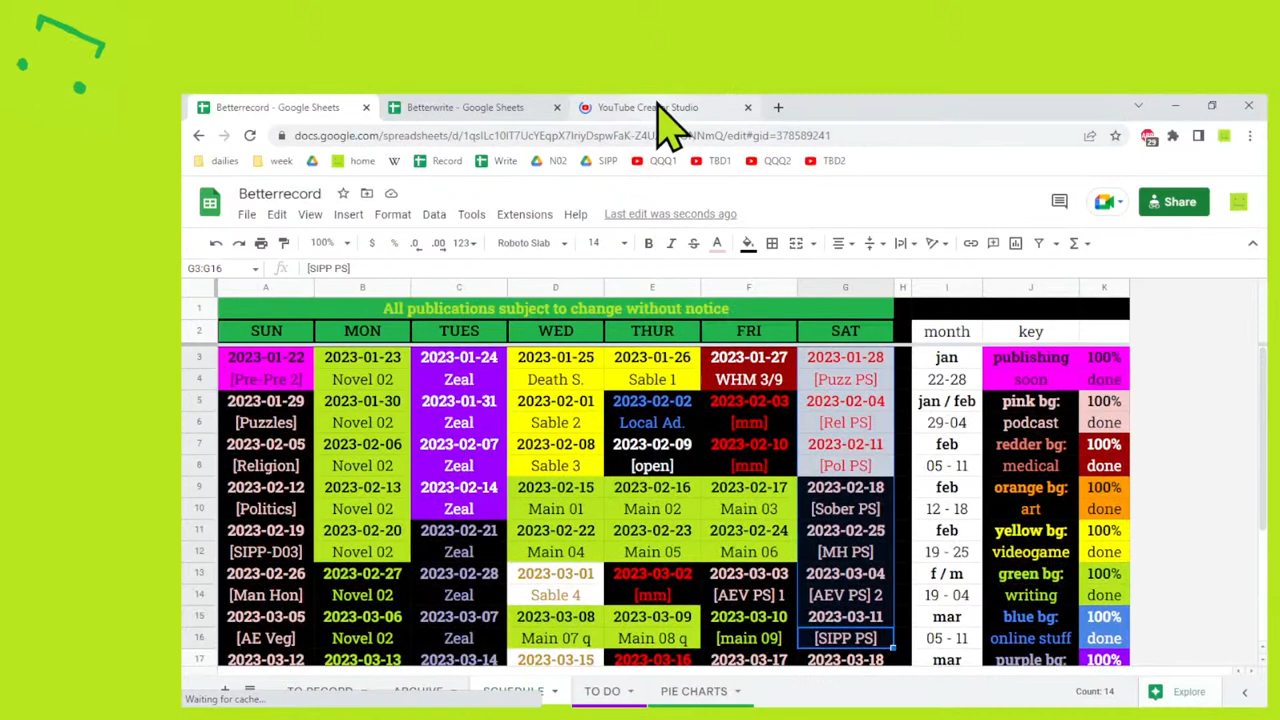 Betterrecord - Google Sheets Betterwrite - Google Sheets YouTube Creator Studio
docs.google.com/spreadsheets/d/ /edit#gid=378589241 29
dailies week home W Record Write N02 SIPP QQQ1 TBD1 QQQ2 TBD2
Betterrecord
File Edit View Insert Format Data Tools Extensions Help Last edit was seconds ago Share
100% $ % .0 .00 123 Roboto Slab 14 B I S A
G3:G16 fx [SIPP PS]
A B C D E F G H I J K
1 All publications subject to change without notice
2 SUN MON TUES WED THUR FRI SAT month key
3 2023-01-22 2023-01-23 2023-01-24 2023-01-25 2023-01-26 2023-01-27 2023-01-28 jan publishing 100%
4 [Pre-Pre 2] Novel 02 Zeal Death S. Sable 1 WHM 3/9 [Puzz PS] 22-28 soon done
5 2023-01-29 2023-01-30 2023-01-31 2023-02-01 2023-02-02 2023-02-03 2023-02-04 jan / feb pink bg: 100%
6 [Puzzles] Novel 02 Zeal Sable 2 Local Ad. [mm] [Rel PS] 29-04 podcast done
7 2023-02-05 2023-02-06 2023-02-07 2023-02-08 2023-02-09 2023-02-10 2023-02-11 feb redder bg: 100%
8 [Religion] Novel 02 Zeal Sable 3 [open] [mm] [Pol PS] 05 - 11 medical done
9 2023-02-12 2023-02-13 2023-02-14 2023-02-15 2023-02-16 2023-02-17 2023-02-18 feb orange bg: 100%
10 [Politics] Novel 02 Zeal Main 01 Main 02 Main 03 [Sober PS] 12 - 18 art done
11 2023-02-19 2023-02-20 2023-02-21 2023-02-22 2023-02-23 2023-02-24 2023-02-25 feb yellow bg: 100%
12 [SIPP-D03] Novel 02 Zeal Main 04 Main 05 Main 06 [MH PS] 19 - 25 videogame done
13 2023-02-26 2023-02-27 2023-02-28 2023-03-01 2023-03-02 2023-03-03 2023-03-04 f / m green bg: 100%
14 [Man Hon] Novel 02 Zeal Sable 4 [mm] [AEV PS] 1 [AEV PS] 2 19 - 04 writing done
15 2023-03-05 2023-03-06 2023-03-07 2023-03-08 2023-03-09 2023-03-10 2023-03-11 mar blue bg: 100%
16 [AE Veg] Novel 02 Zeal Main 07 q Main 08 q [main 09] [SIPP PS] 05 - 11 online stuff done
17 2023-03-12 2023-03-13 2023-03-14 2023-03-15 2023-03-16 2023-03-17 2023-03-18 mar purple bg: 100%
TO RECORD ARCHIVE SCHEDULE TO DO PIE CHARTS Count: 14 Explore
Waiting for cache...